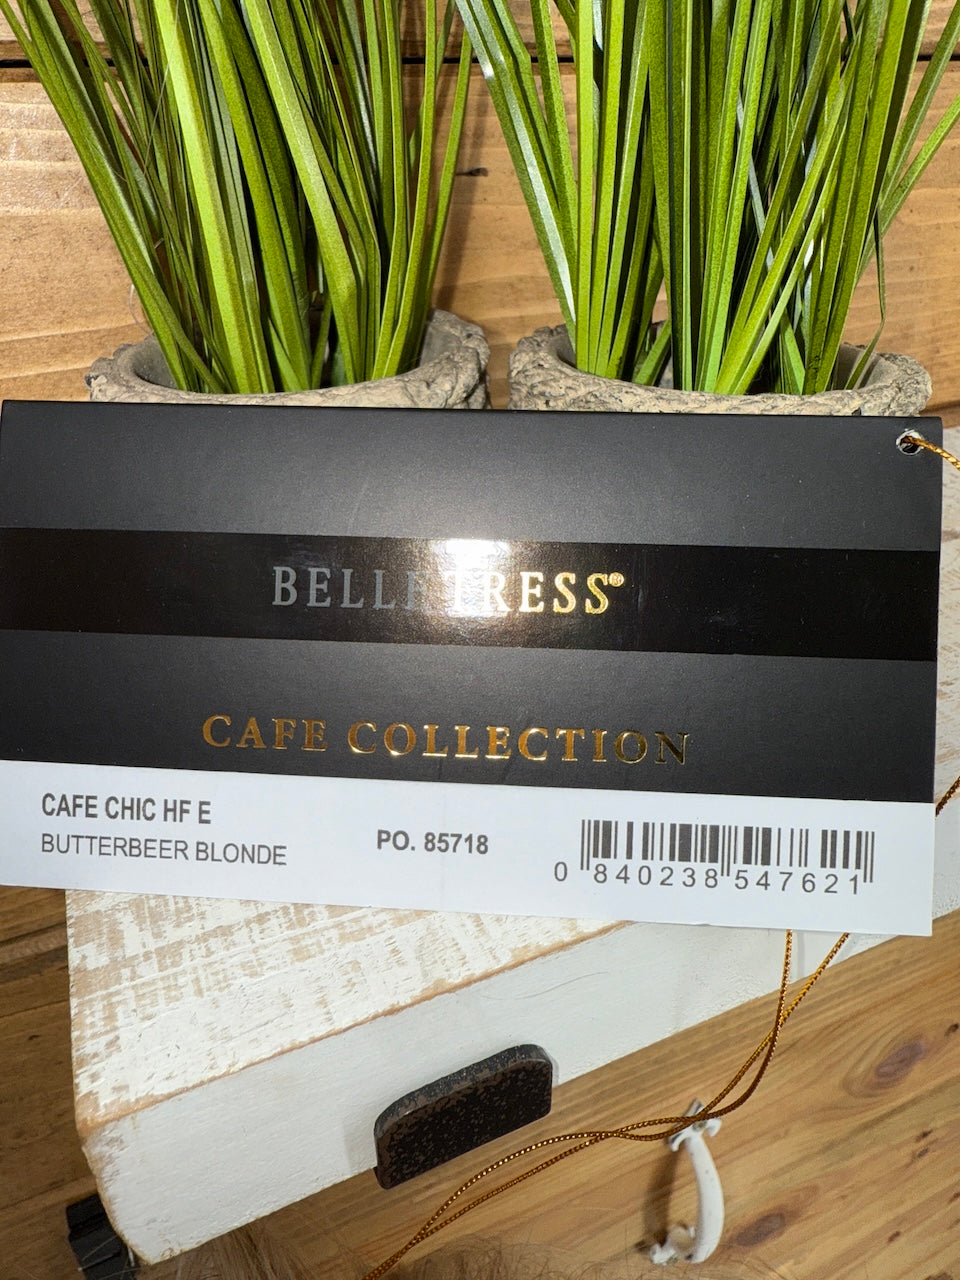 BELLETRESS®
CAFE COLLECTION
CAFE CHIC HF E
BUTTERBEER BLONDE
PO. 85718
0 840238 547621